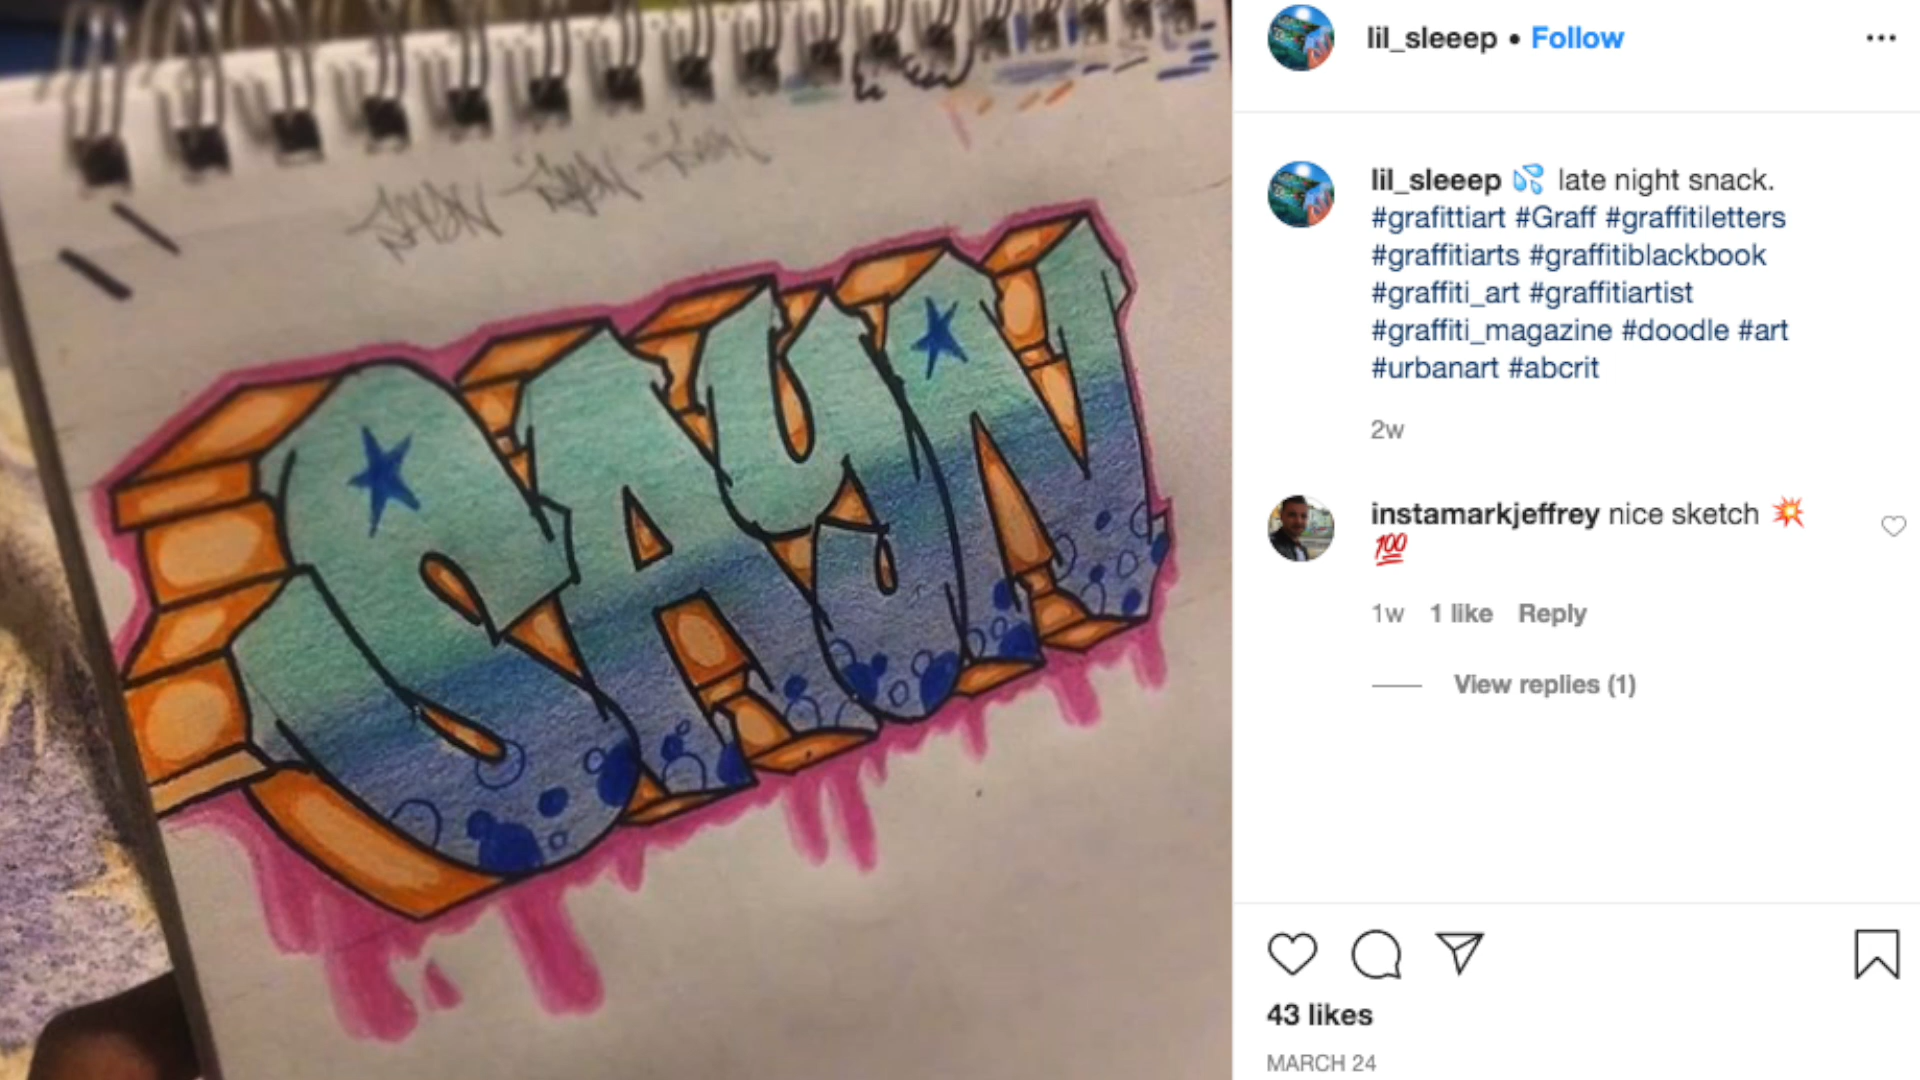 SAYN
lil_sleeep • Follow
lil_sleeep 💦 late night snack.
#grafittiart #Graff #graffitiletters
#graffitiarts #graffitiblackbook
#graffiti_art #graffitiartist
#graffiti_magazine #doodle #art
#urbanart #abcrit
2w
instamarkjeffrey nice sketch 💥
💯
1w 1 like Reply
View replies (1)
43 likes
MARCH 24